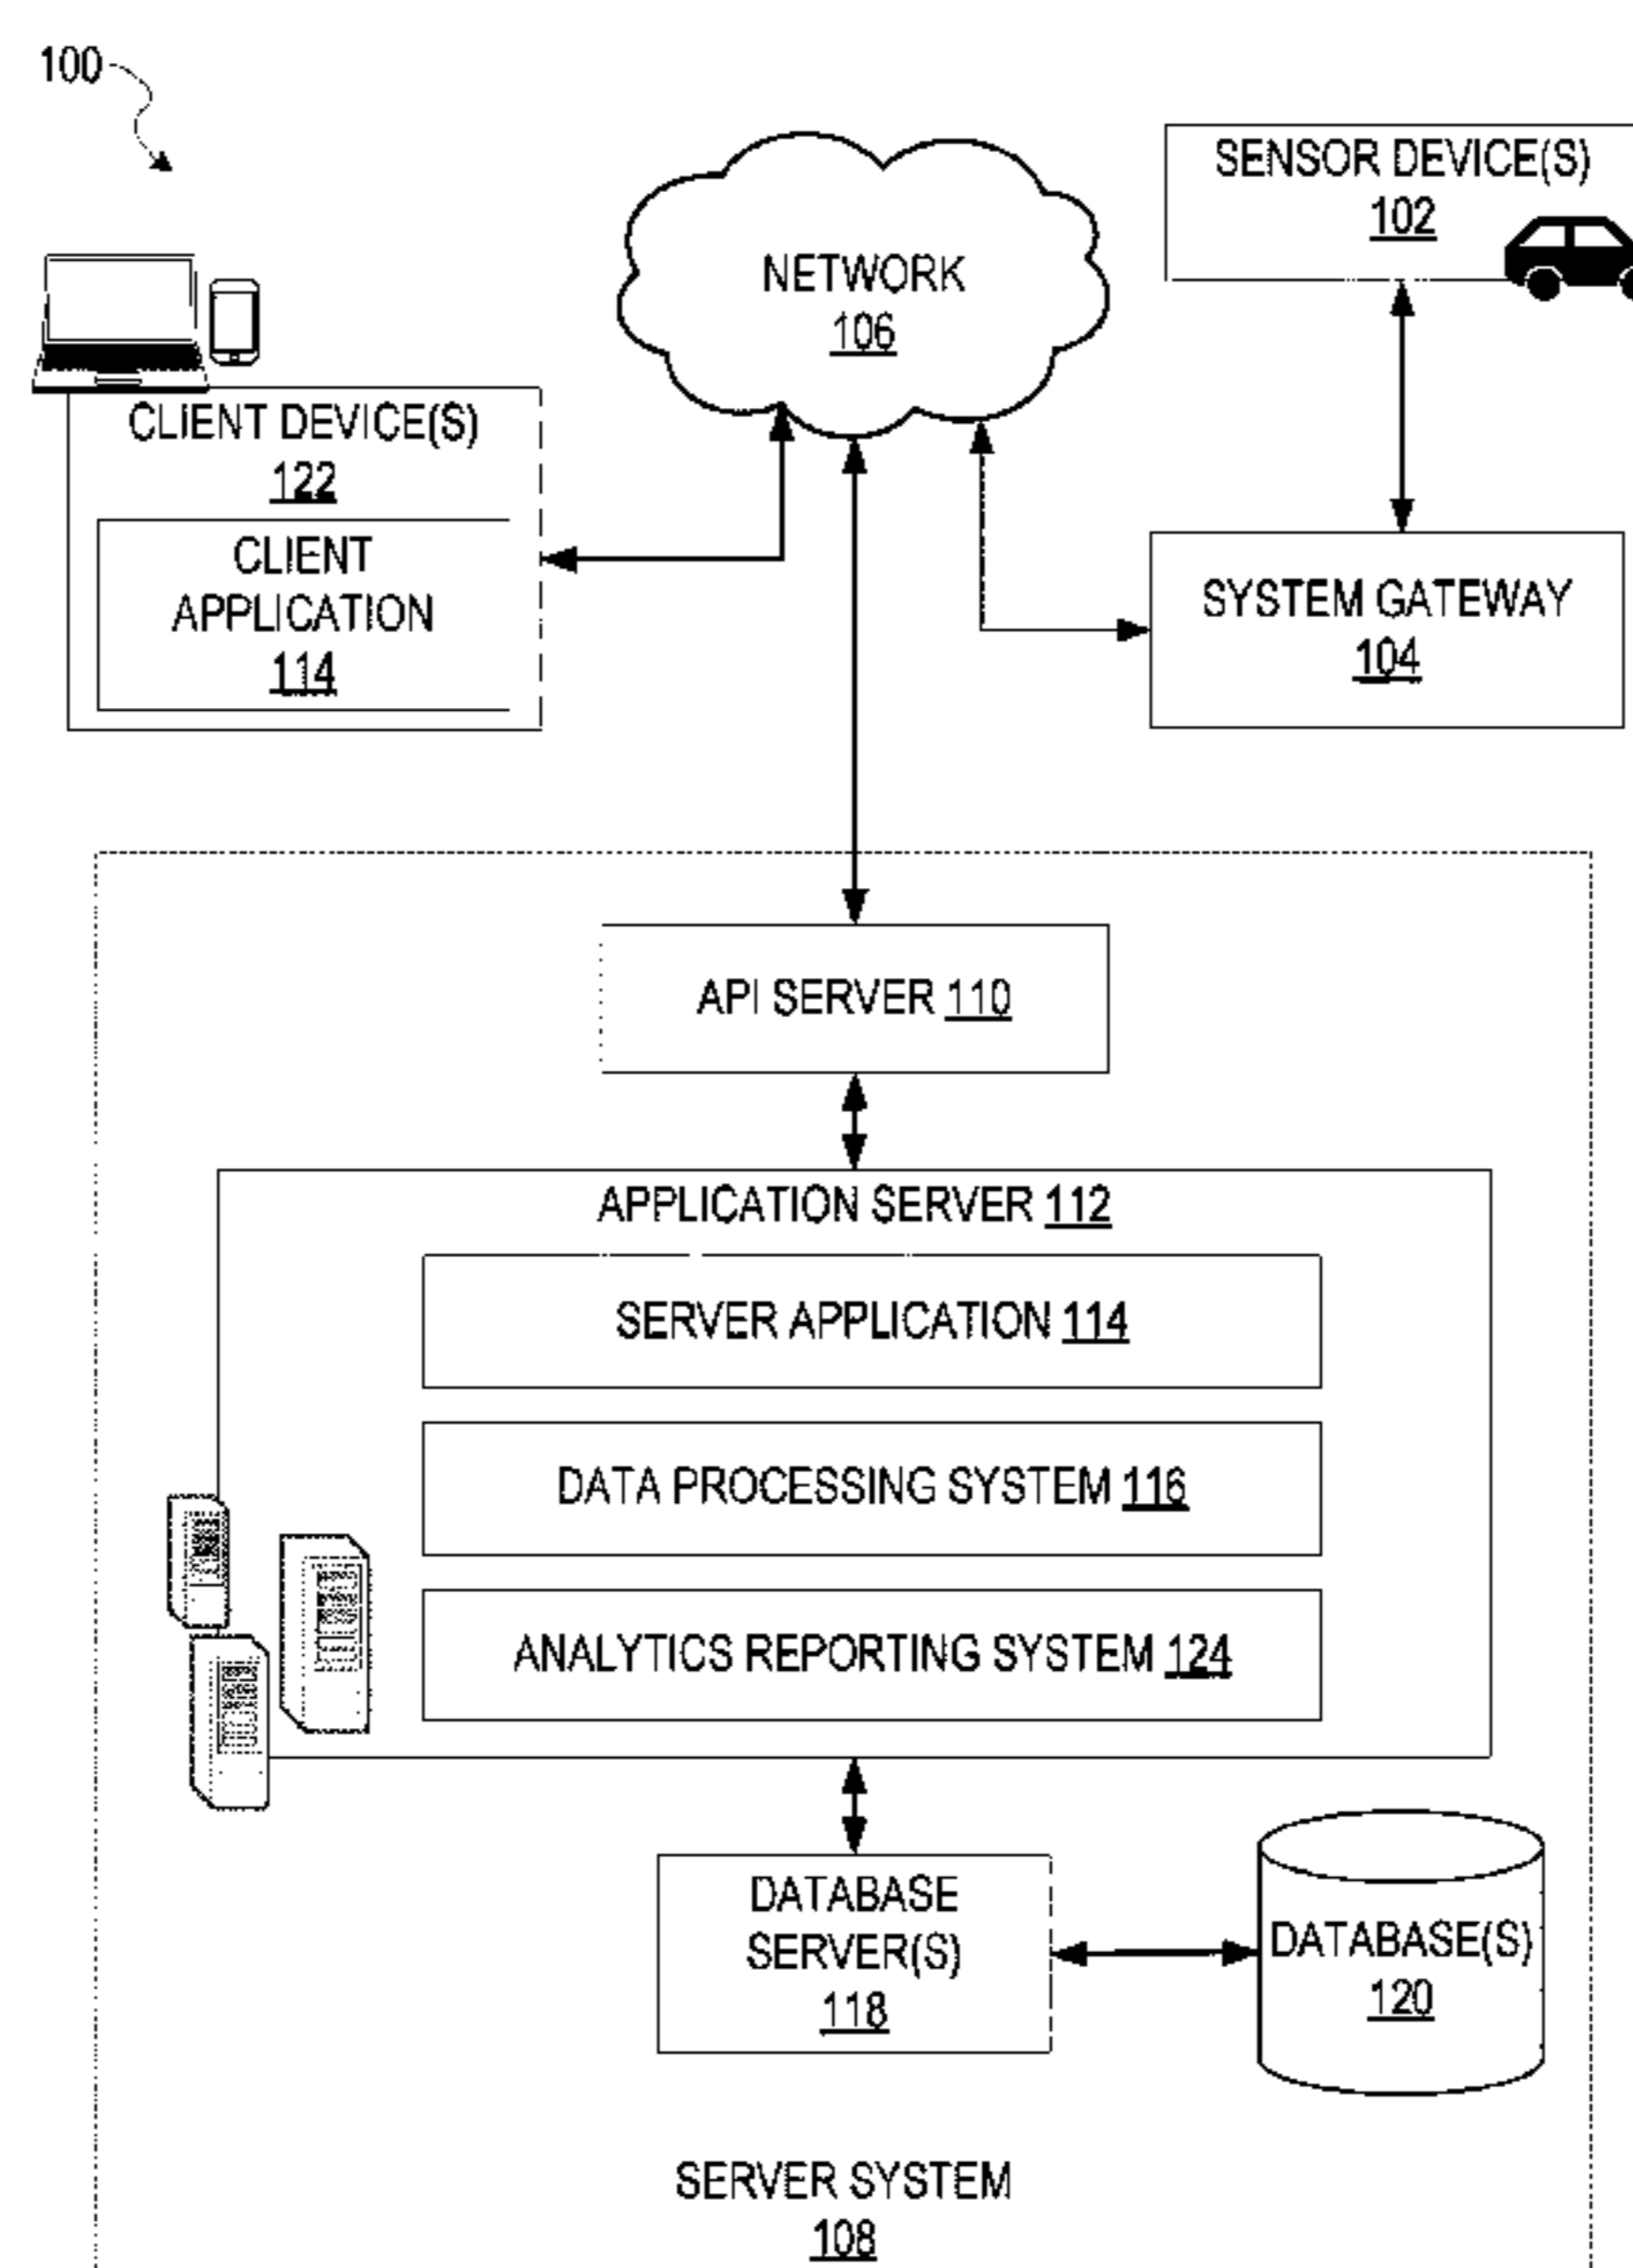 100
SENSOR DEVICE(S)
102
NETWORK
106
CLIENT DEVICE(S)
122
CLIENT
APPLICATION
114
SYSTEM GATEWAY
104
API SERVER 110
APPLICATION SERVER 112
SERVER APPLICATION 114
DATA PROCESSING SYSTEM 116
ANALYTICS REPORTING SYSTEM 124
DATABASE
SERVER(S)
118
DATABASE(S)
120
SERVER SYSTEM
108